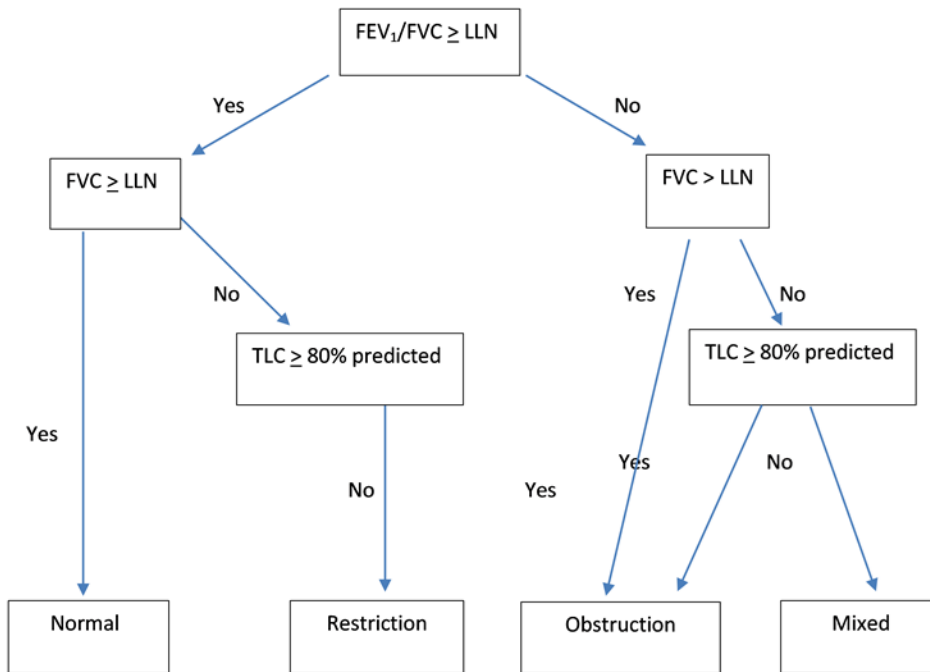 FEV₁/FVC ≥ LLN
Yes
No
FVC ≥ LLN
FVC > LLN
No
Yes
No
TLC ≥ 80% predicted
TLC ≥ 80% predicted
Yes
Yes
No
No
Yes
Normal
Restriction
Obstruction
Mixed